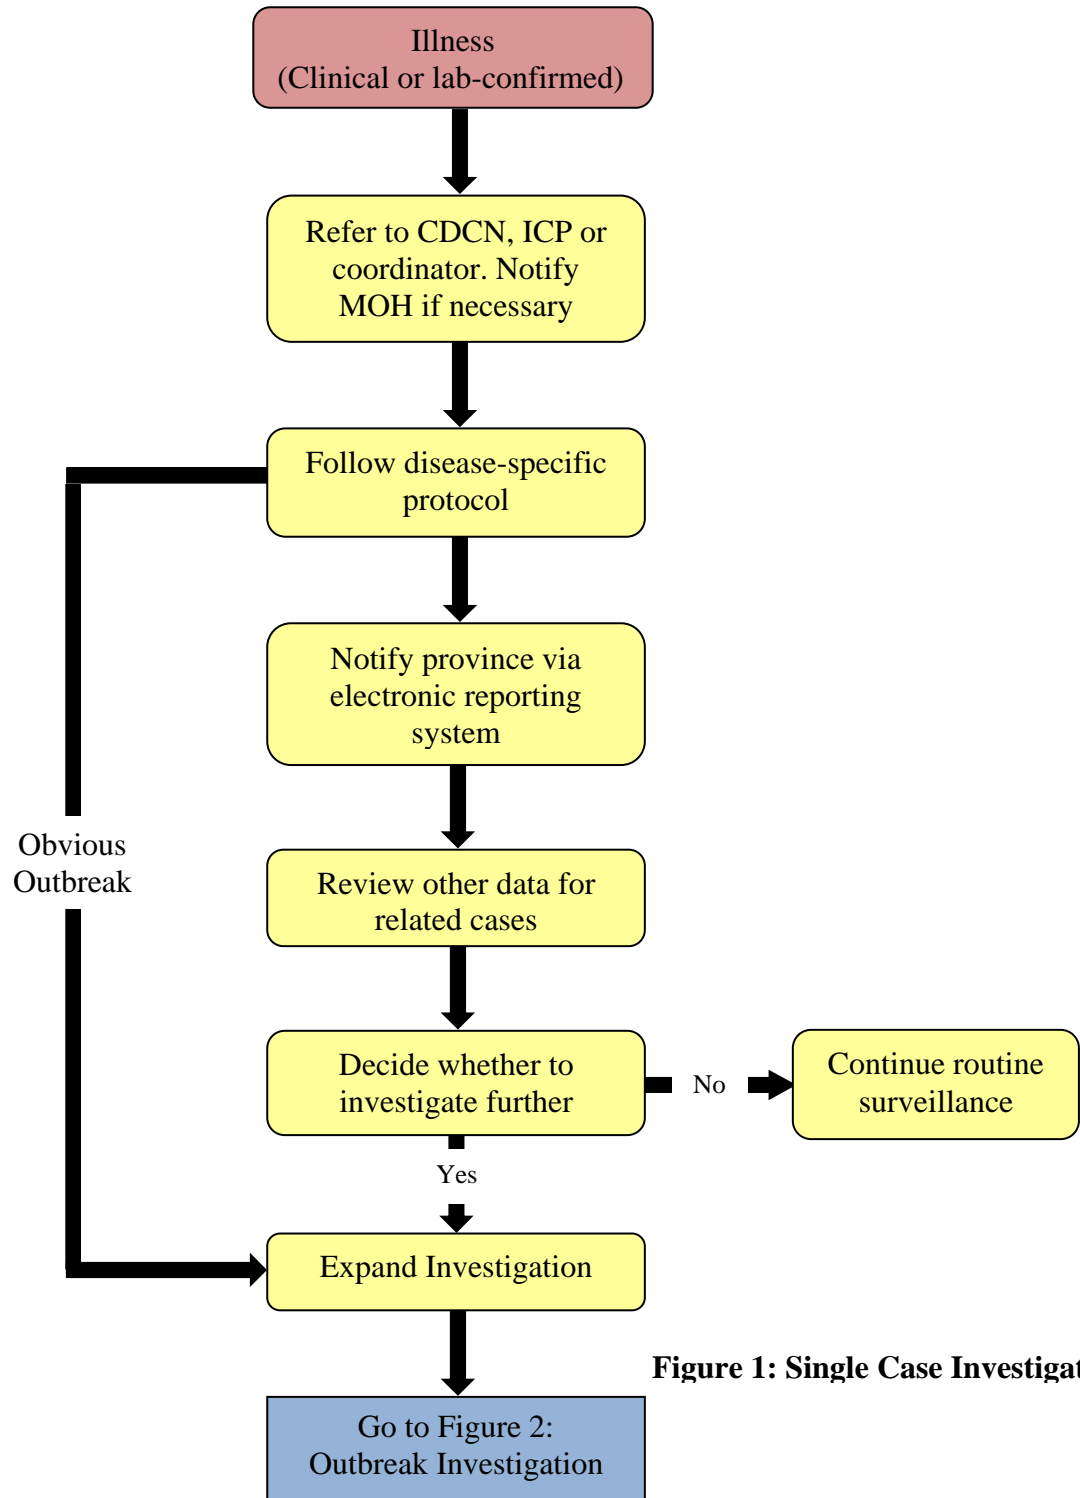 Illness
(Clinical or lab-confirmed)
Refer to CDCN, ICP or
coordinator. Notify
MOH if necessary
Follow disease-specific
protocol
Notify province via
electronic reporting
system
Obvious
Outbreak
Review other data for
related cases
Decide whether to
investigate further
No
Continue routine
surveillance
Yes
Expand Investigation
Figure 1: Single Case
Go to Figure 2:
Outbreak Investigation